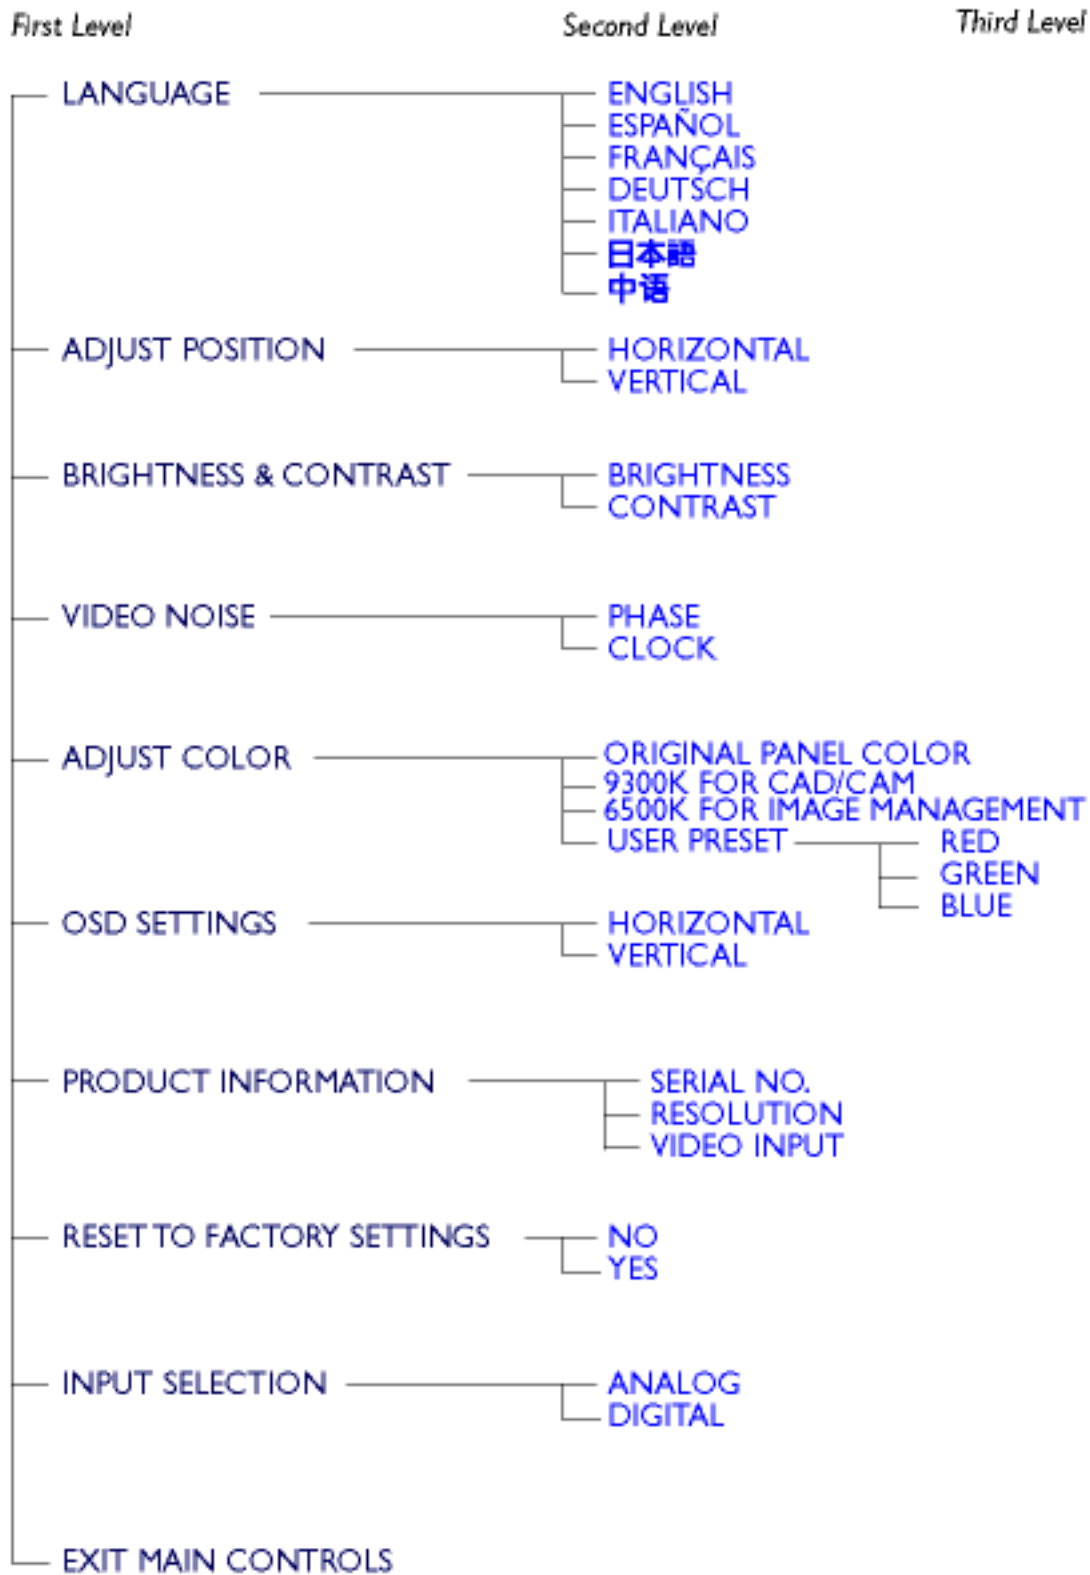 First Level Second Level Third Level
LANGUAGE ENGLISH
ESPAÑOL
FRANÇAIS
DEUTSCH
ITALIANO
日本語
中语
ADJUST POSITION HORIZONTAL
VERTICAL
BRIGHTNESS & CONTRAST BRIGHTNESS
CONTRAST
VIDEO NOISE PHASE
CLOCK
ADJUST COLOR ORIGINAL PANEL COLOR
9300K FOR CAD/CAM
6500K FOR IMAGE MANAGEMENT
USER PRESET RED
GREEN
BLUE
OSD SETTINGS HORIZONTAL
VERTICAL
PRODUCT INFORMATION SERIAL NO.
RESOLUTION
VIDEO INPUT
RESET TO FACTORY SETTINGS NO
YES
INPUT SELECTION ANALOG
DIGITAL
EXIT MAIN CONTROLS